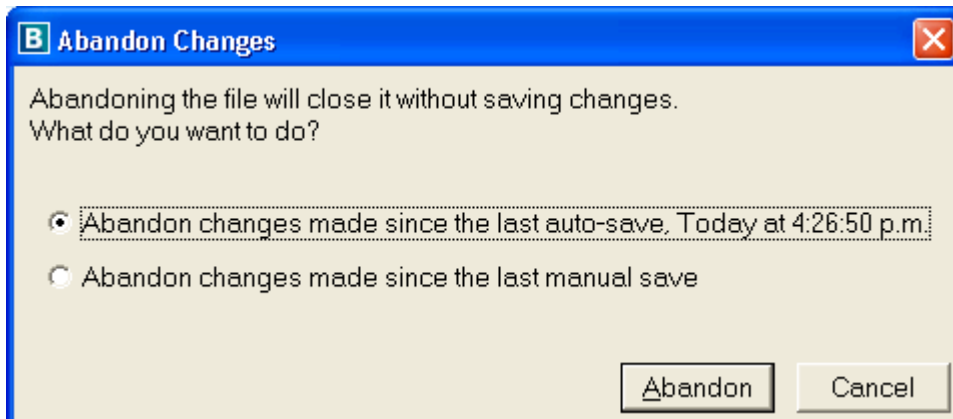 B Abandon Changes
Abandoning the file will close it without saving changes.
What do you want to do?
Abandon changes made since the last auto-save, Today at 4:26:50 p.m.
Abandon changes made since the last manual save
Abandon Cancel